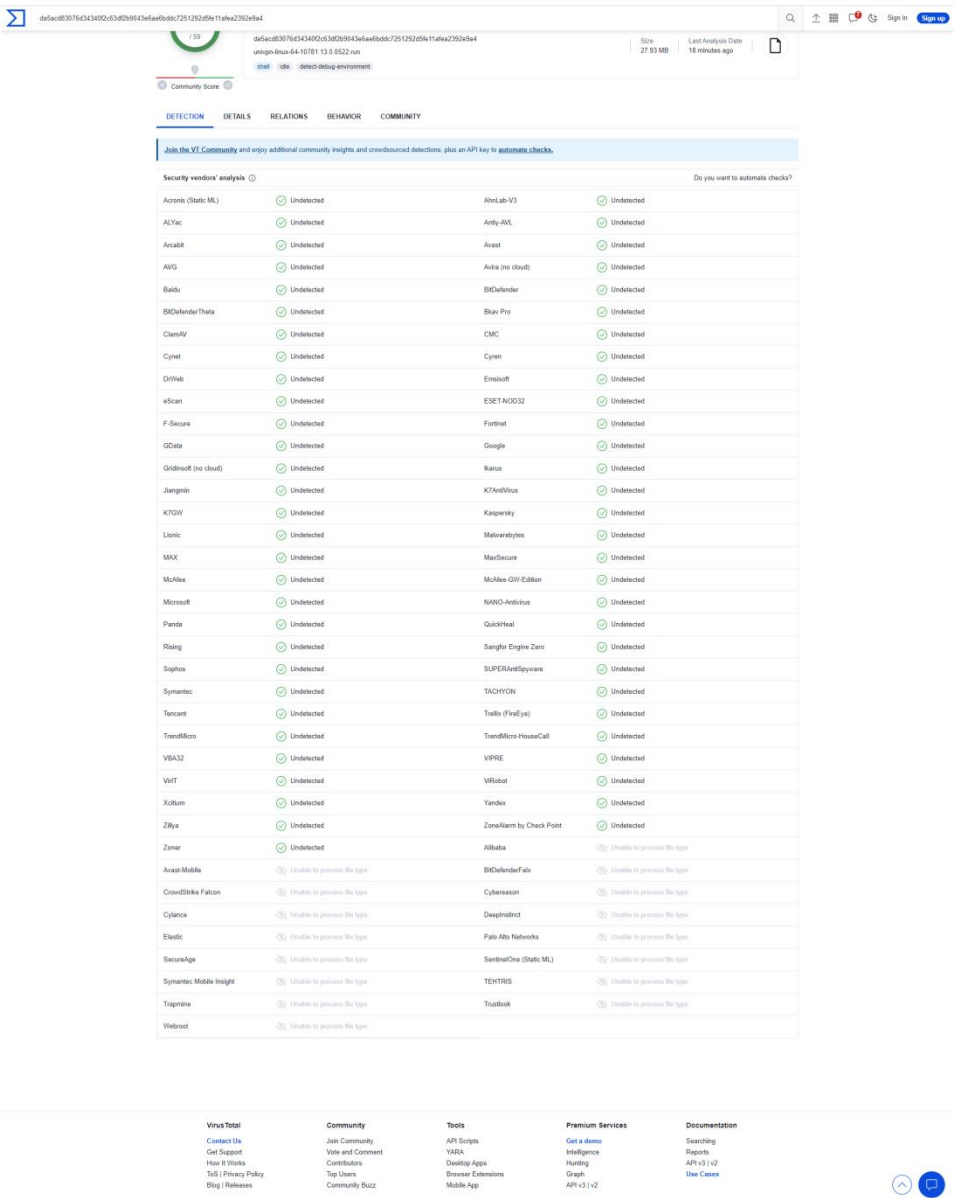 da5acd83076d34340f2c63df2b9043e6ae6bddc7251292d5fe11afea2392e9a4
Sign in
Sign up
/ 59
da5acd83076d34340f2c63df2b9043e6ae6bddc7251292d5fe11afea2392e9a4
univpn-linux-64-10781.13.0.0522.run
shell idle detect-debug-environment
Size
27.93 MB
Last Analysis Date
18 minutes ago
Community Score
DETECTION DETAILS RELATIONS BEHAVIOR COMMUNITY
Join the VT Community and enjoy additional community insights and crowdsourced detections, plus an API key to automate checks.
Security vendors' analysis Do you want to automate checks?
Acronis (Static ML) Undetected AhnLab-V3 Undetected
ALYac Undetected Antiy-AVL Undetected
Arcabit Undetected Avast Undetected
AVG Undetected Avira (no cloud) Undetected
Baidu Undetected BitDefender Undetected
BitDefenderTheta Undetected Bkav Pro Undetected
ClamAV Undetected CMC Undetected
Cynet Undetected Cyren Undetected
DrWeb Undetected Emsisoft Undetected
eScan Undetected ESET-NOD32 Undetected
F-Secure Undetected Fortinet Undetected
GData Undetected Google Undetected
Gridinsoft (no cloud) Undetected Ikarus Undetected
Jiangmin Undetected K7AntiVirus Undetected
K7GW Undetected Kaspersky Undetected
Lionic Undetected Malwarebytes Undetected
MAX Undetected MaxSecure Undetected
McAfee Undetected McAfee-GW-Edition Undetected
Microsoft Undetected NANO-Antivirus Undetected
Panda Undetected QuickHeal Undetected
Rising Undetected Sangfor Engine Zero Undetected
Sophos Undetected SUPERAntiSpyware Undetected
Symantec Undetected TACHYON Undetected
Tencent Undetected Trellix (FireEye) Undetected
TrendMicro Undetected TrendMicro-HouseCall Undetected
VBA32 Undetected VIPRE Undetected
VirIT Undetected ViRobot Undetected
Xcitium Undetected Yandex Undetected
Zillya Undetected ZoneAlarm by Check Point Undetected
Zoner Undetected Alibaba Unable to process file type
Avast-Mobile Unable to process file type BitDefenderFalx Unable to process file type
CrowdStrike Falcon Unable to process file type Cybereason Unable to process file type
Cylance Unable to process file type DeepInstinct Unable to process file type
Elastic Unable to process file type Palo Alto Networks Unable to process file type
SecureAge Unable to process file type SentinelOne (Static ML) Unable to process file type
Symantec Mobile Insight Unable to process file type TEHTRIS Unable to process file type
Trapmine Unable to process file type Trustlook Unable to process file type
Webroot Unable to process file type
VirusTotal Community Tools Premium Services Documentation
Contact Us Join Community API Scripts Get a demo Searching
Get Support Vote and Comment YARA Intelligence Reports
How It Works Contributors Desktop Apps Hunting API v3 | v2
ToS | Privacy Policy Top Users Browser Extensions Graph Use Cases
Blog | Releases Community Buzz Mobile App API v3 | v2